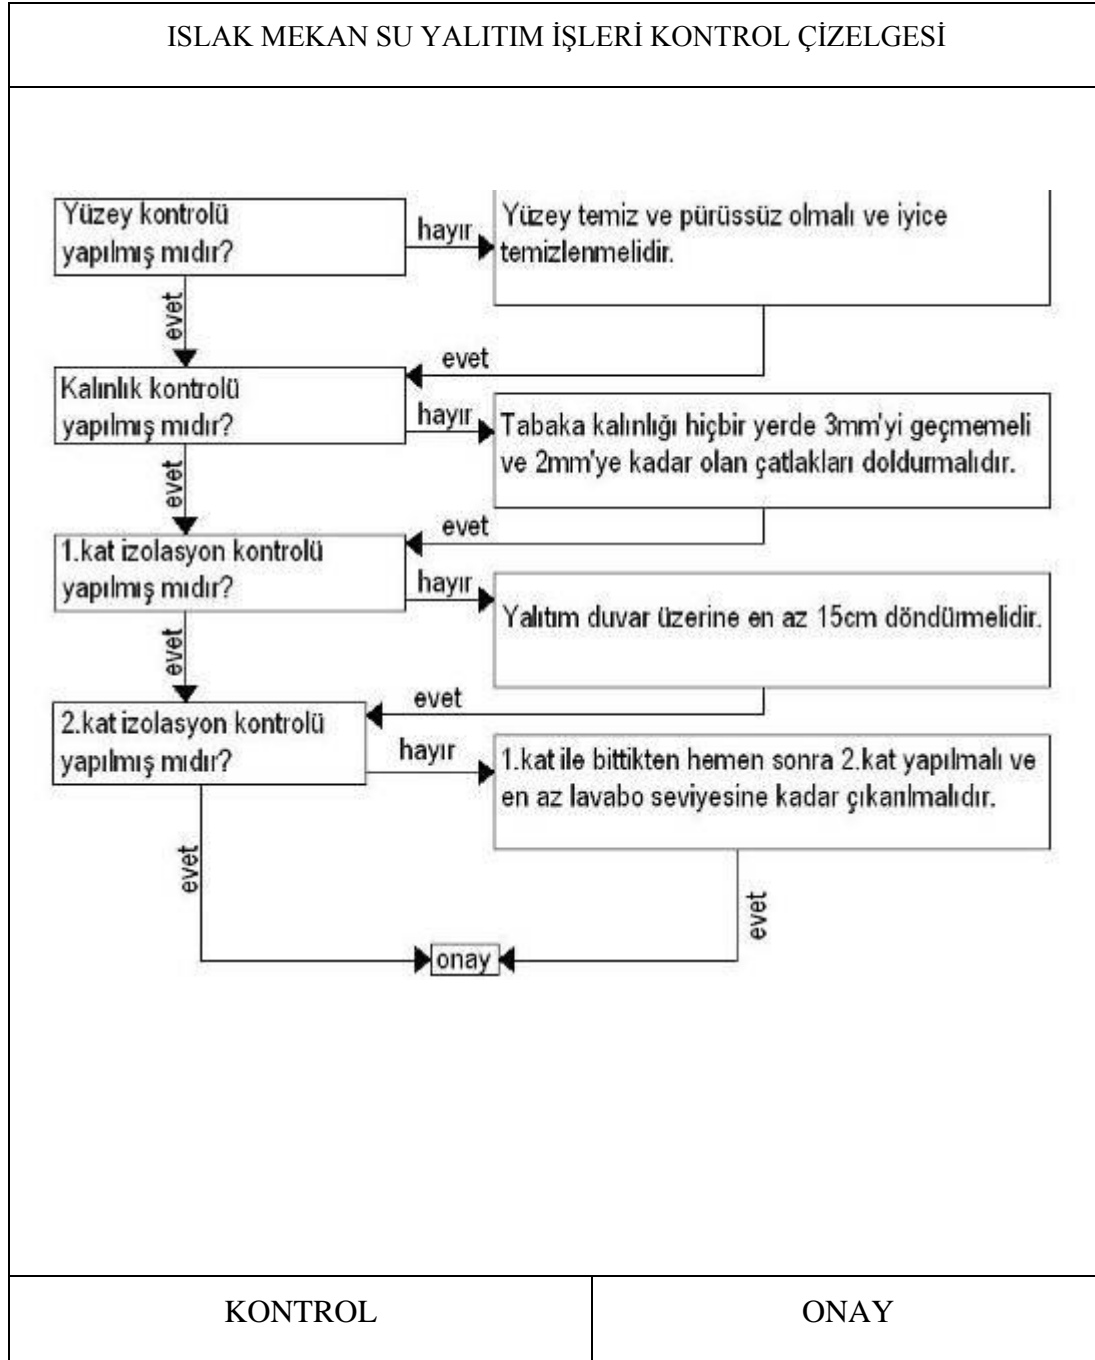 ISLAK MEKAN SU YALITIM İŞLERİ KONTROL ÇİZELGESİ
Yüzey kontrolü
yapılmış mıdır?
hayır
Yüzey temiz ve pürüssüz olmalı ve iyice
temizlenmelidir.
evet
evet
Kalınlık kontrolü
yapılmış mıdır?
hayır
Tabaka kalınlığı hiçbir yerde 3mm'yi geçmemeli
ve 2mm'ye kadar olan çatlakları doldurmalıdır.
evet
evet
1.kat izolasyon kontrolü
yapılmış mıdır?
hayır
Yalıtım duvar üzerine en az 15cm döndürmelidir.
evet
evet
2.kat izolasyon kontrolü
yapılmış mıdır?
hayır
1.kat ile bittikten hemen sonra 2.kat yapılmalı ve
en az lavabo seviyesine kadar çıkarılmalıdır.
evet
evet
onay
KONTROL
ONAY